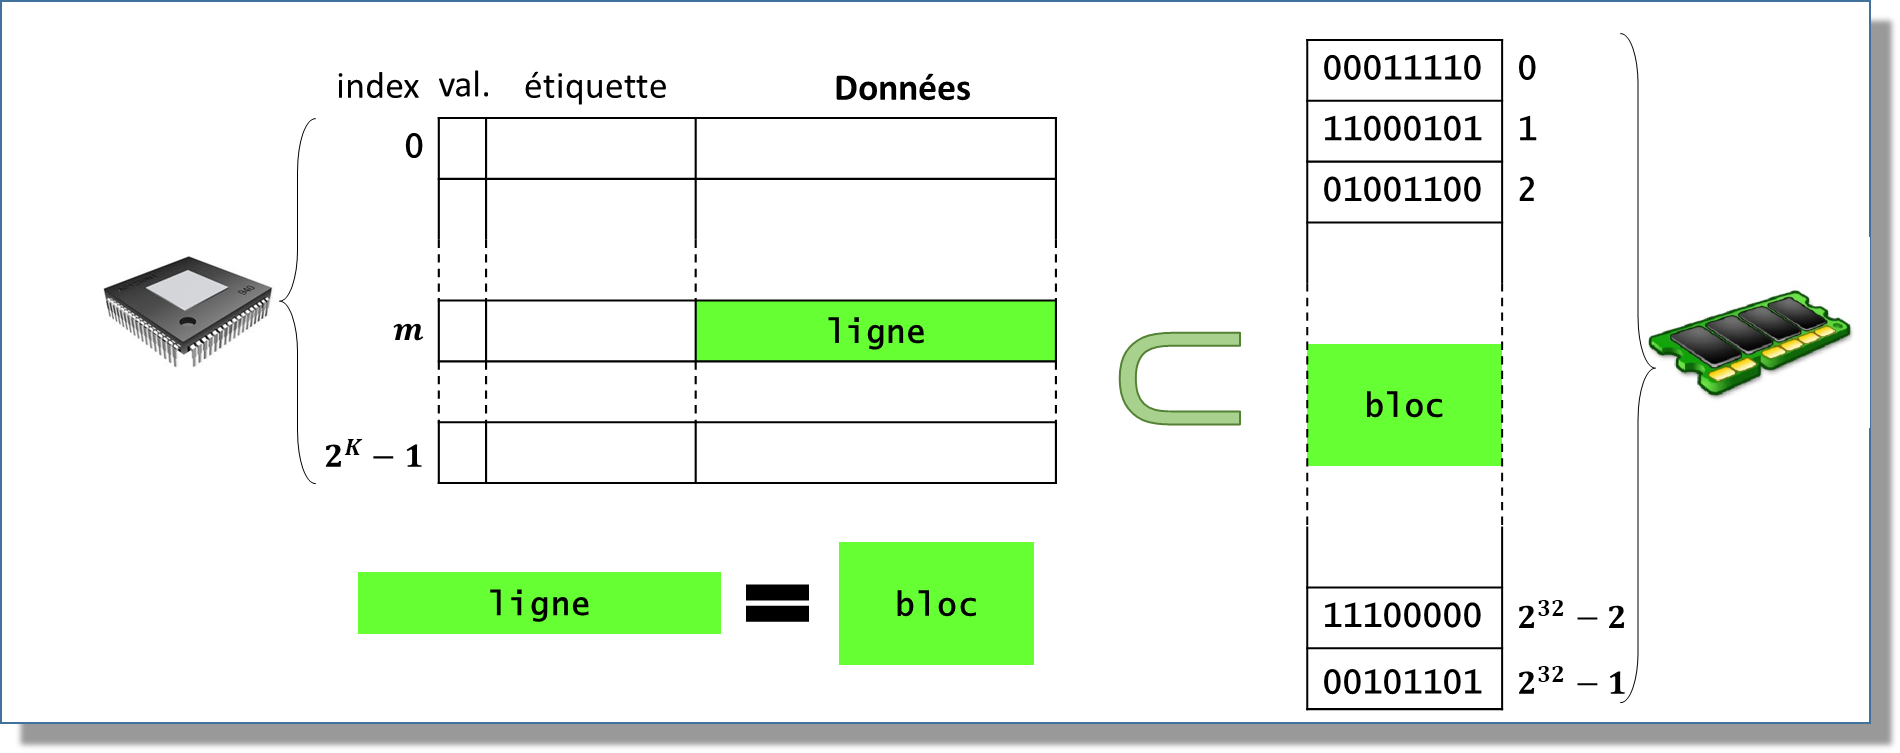 index val. étiquette Données
0
m
ligne
2^K − 1
00011110 0
11000101 1
01001100 2
bloc
11100000 2^32 − 2
00101101 2^32 − 1
ligne = bloc